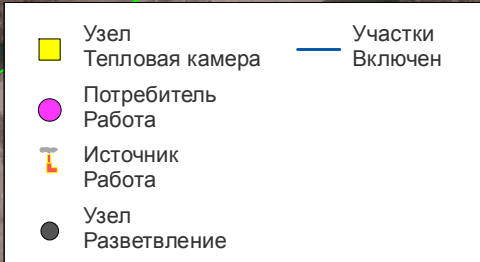 Узел
Тепловая камера
Потребитель
Работа
Источник
Работа
Узел
Разветвление
Участки
Включен